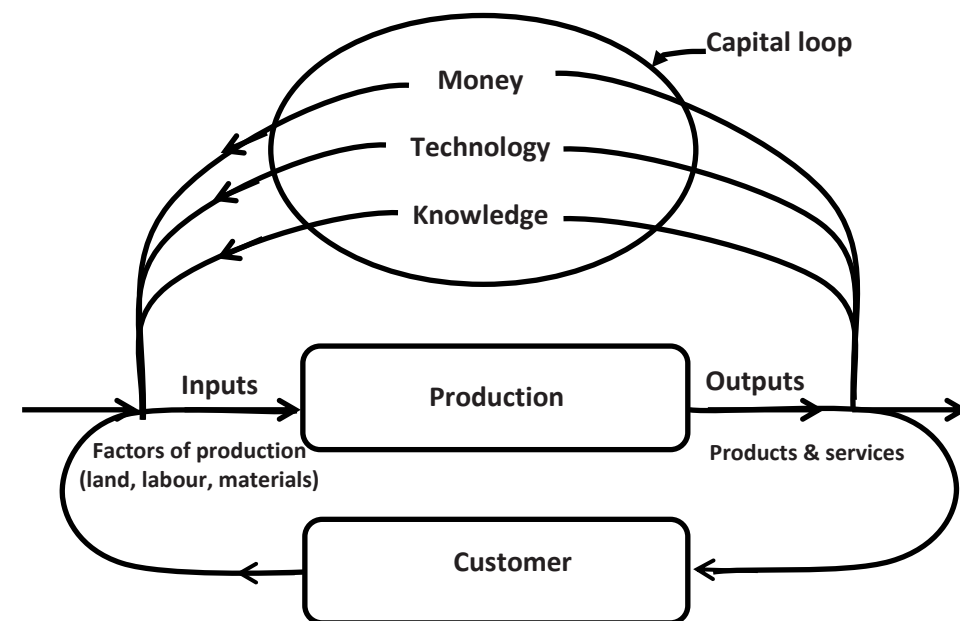 Capital loop
Money
Technology
Knowledge
Inputs
Production
Outputs
Factors of production
(land, labour, materials)
Products & services
Customer